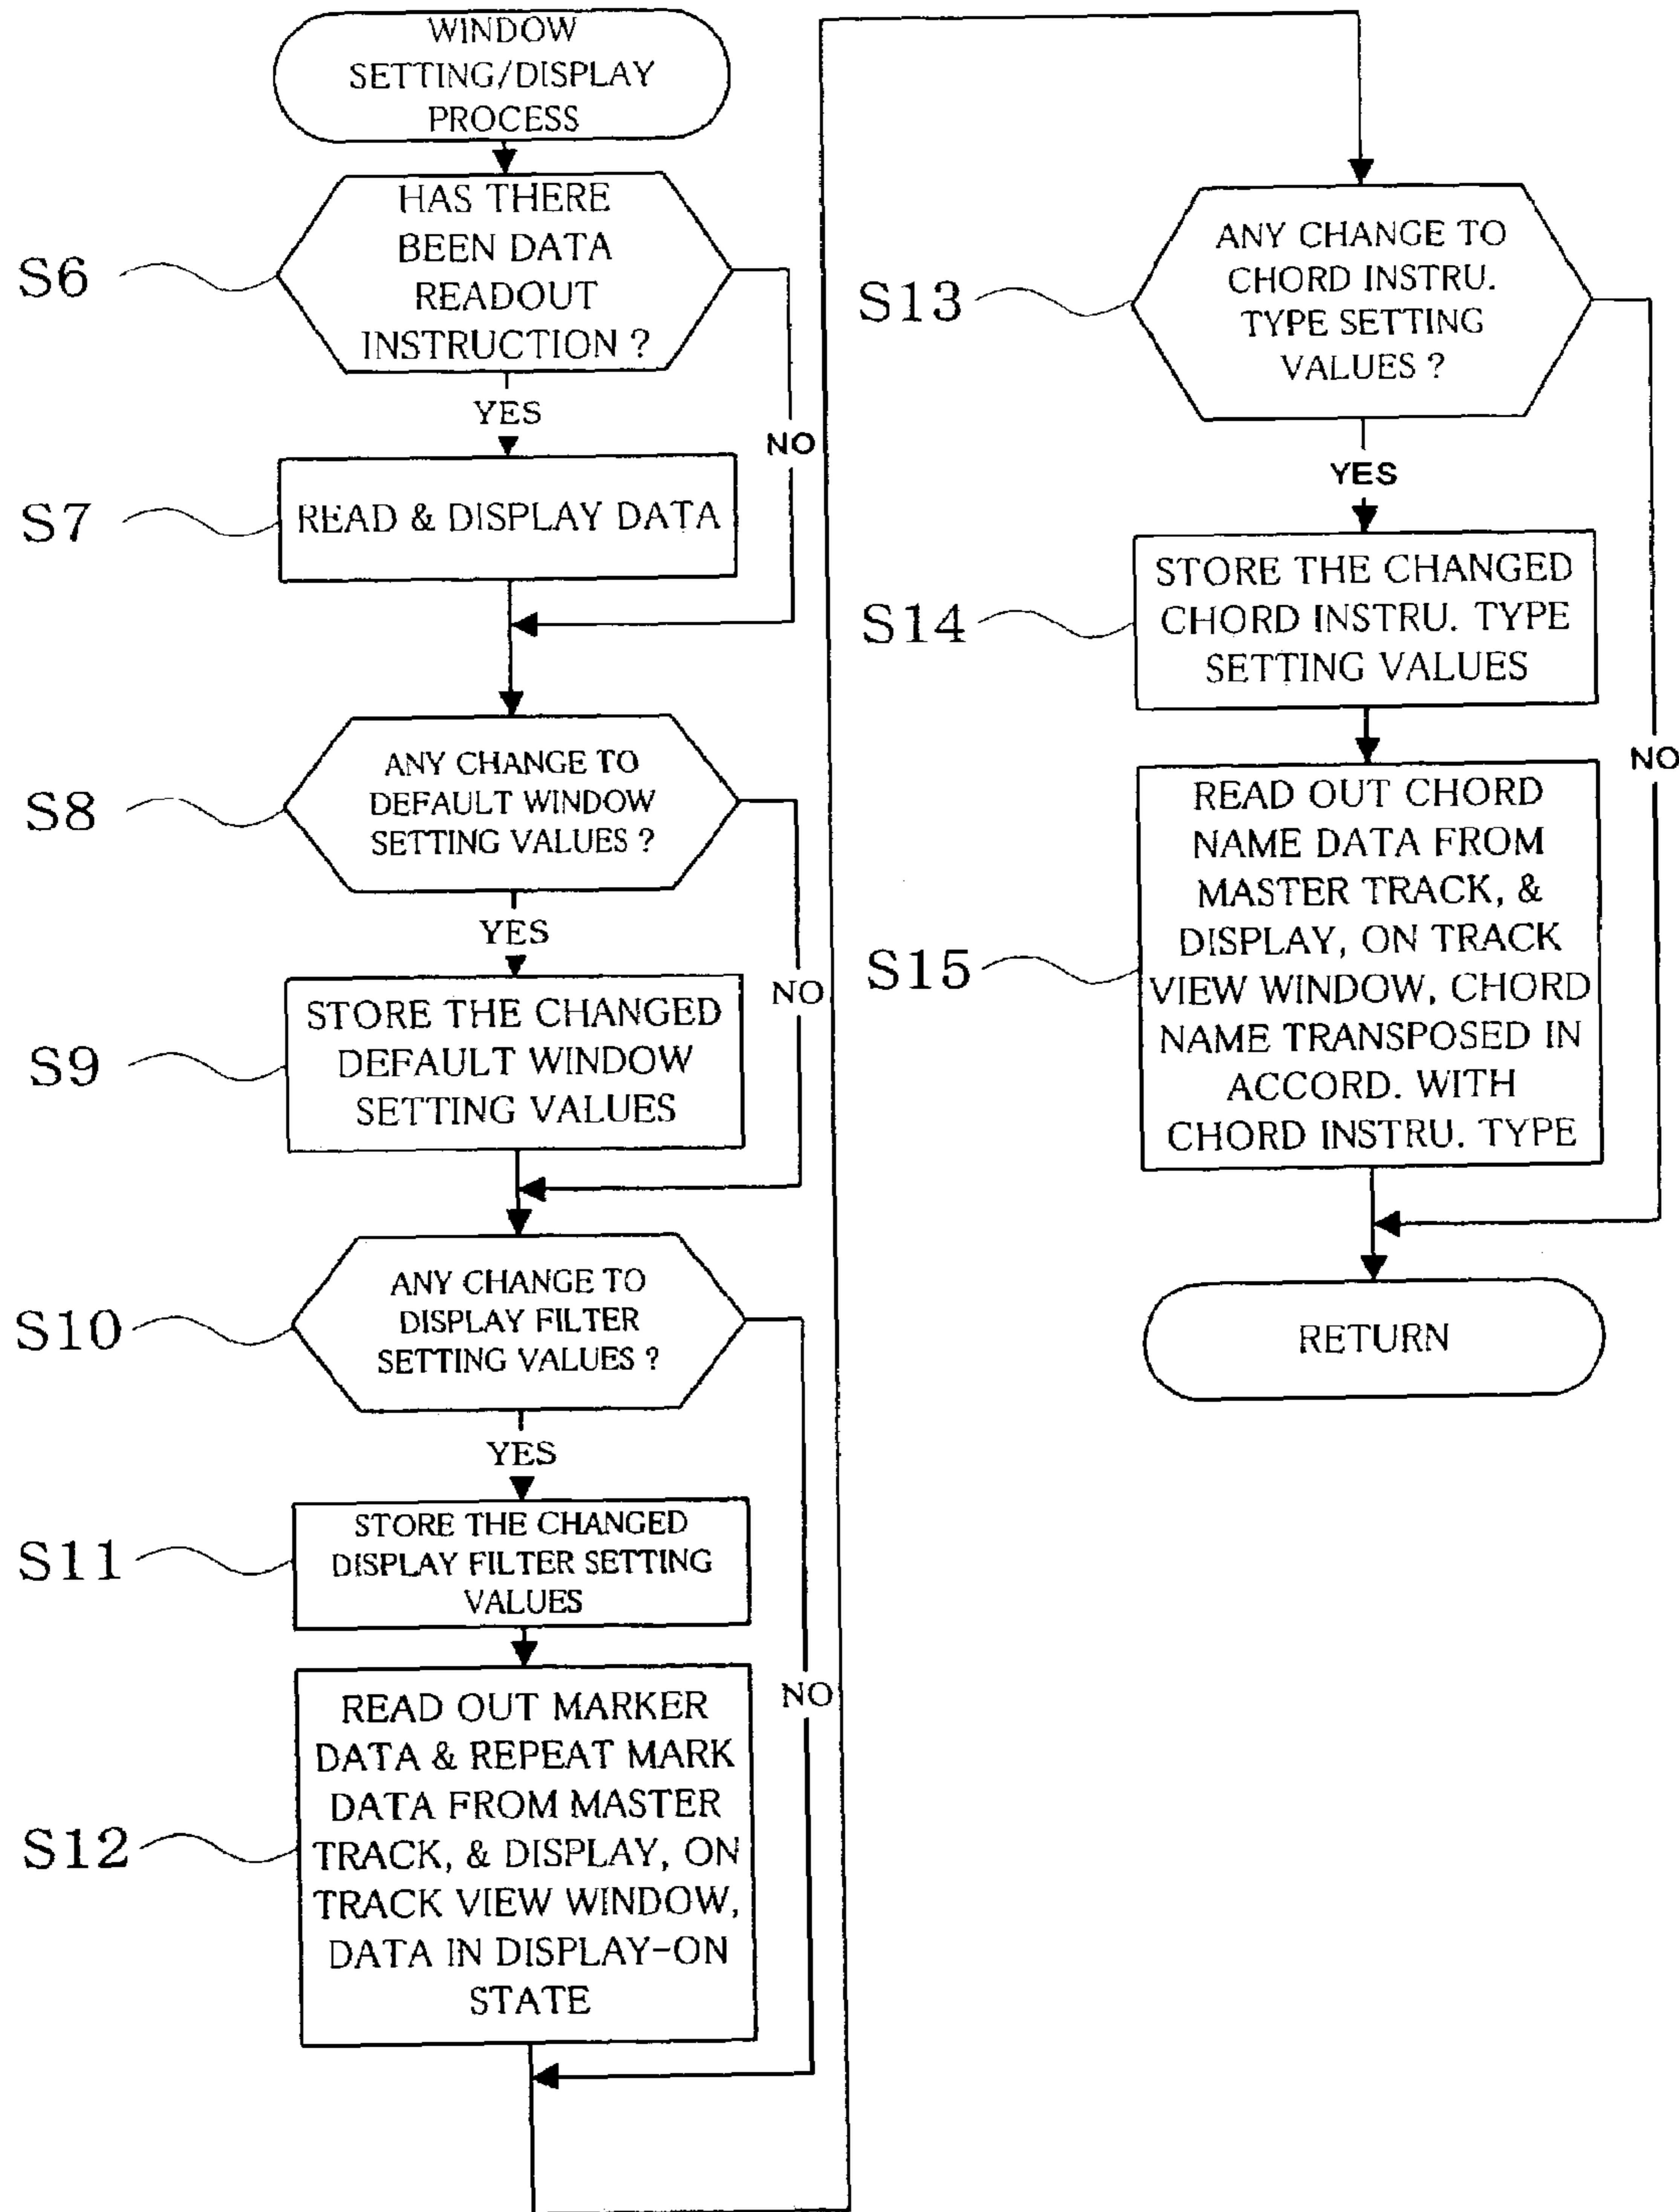 WINDOW
SETTING/DISPLAY
PROCESS
S6
HAS THERE
BEEN DATA
READOUT
INSTRUCTION ?
YES
NO
S7
READ & DISPLAY DATA
S8
ANY CHANGE TO
DEFAULT WINDOW
SETTING VALUES ?
YES
NO
S9
STORE THE CHANGED
DEFAULT WINDOW
SETTING VALUES
S10
ANY CHANGE TO
DISPLAY FILTER
SETTING VALUES ?
YES
NO
S11
STORE THE CHANGED
DISPLAY FILTER SETTING
VALUES
S12
READ OUT MARKER
DATA & REPEAT MARK
DATA FROM MASTER
TRACK, & DISPLAY, ON
TRACK VIEW WINDOW,
DATA IN DISPLAY-ON
STATE
S13
ANY CHANGE TO
CHORD INSTRU.
TYPE SETTING
VALUES ?
YES
NO
S14
STORE THE CHANGED
CHORD INSTRU. TYPE
SETTING VALUES
S15
READ OUT CHORD
NAME DATA FROM
MASTER TRACK, &
DISPLAY, ON TRACK
VIEW WINDOW, CHORD
NAME TRANSPOSED IN
ACCORD. WITH
CHORD INSTRU. TYPE
RETURN